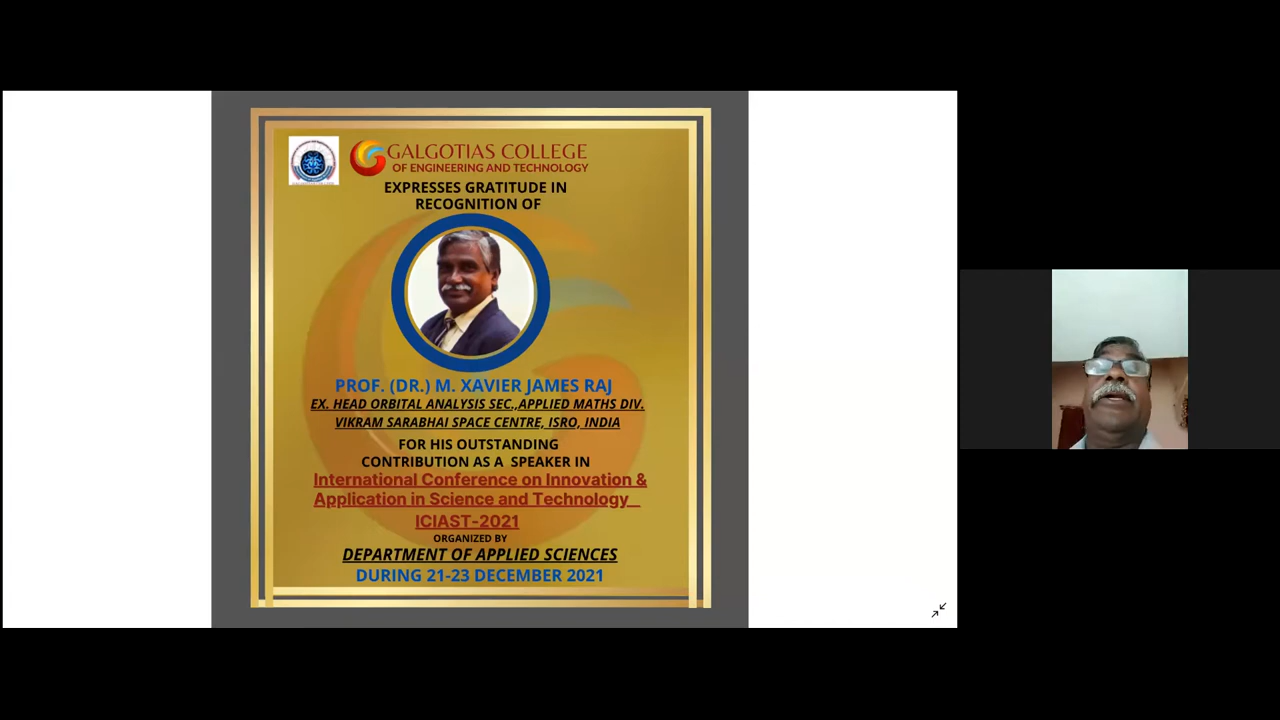 GALGOTIAS COLLEGE
OF ENGINEERING AND TECHNOLOGY
EXPRESSES GRATITUDE IN
RECOGNITION OF
PROF. (DR.) M. XAVIER JAMES RAJ
EX. HEAD ORBITAL ANALYSIS SEC.,APPLIED MATHS DIV.
VIKRAM SARABHAI SPACE CENTRE, ISRO, INDIA
FOR HIS OUTSTANDING
CONTRIBUTION AS A SPEAKER IN
International Conference on Innovation &
Application in Science and Technology
ICIAST-2021
ORGANIZED BY
DEPARTMENT OF APPLIED SCIENCES
DURING 21-23 DECEMBER 2021